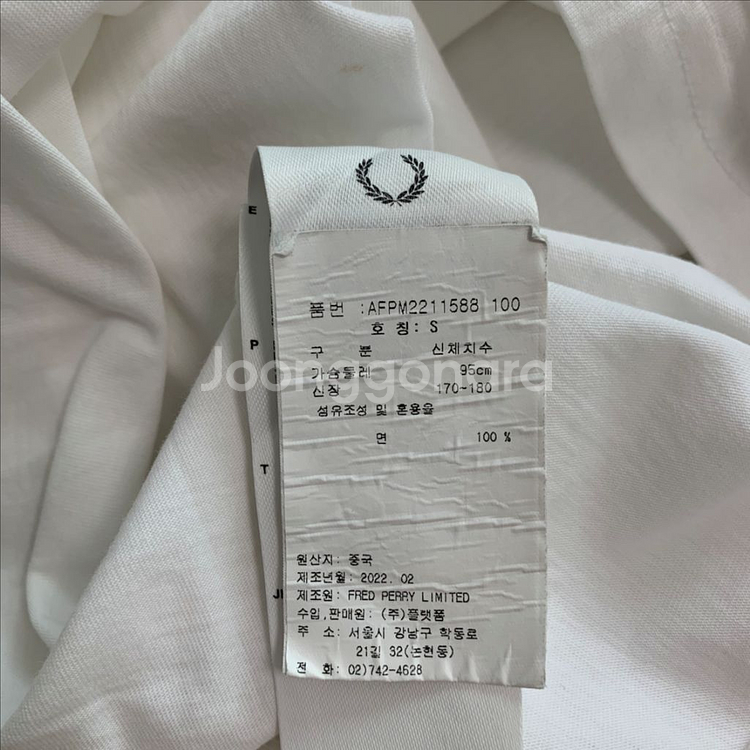 품번 :AFPM2211588 100
호칭: S
구 분 신체치수
가슴둘레 95cm
신장 170-180
섬유조성 및 혼용율
면 100 %
원산지: 중국
제조년월: 2022. 02
제조원: FRED PERRY LIMITED
수입,판매원: (주)플랫폼
주 소: 서울시 강남구 학동로
21길 32(논현동)
전 화: 02)742-4628
E
P
T
Joonggonara